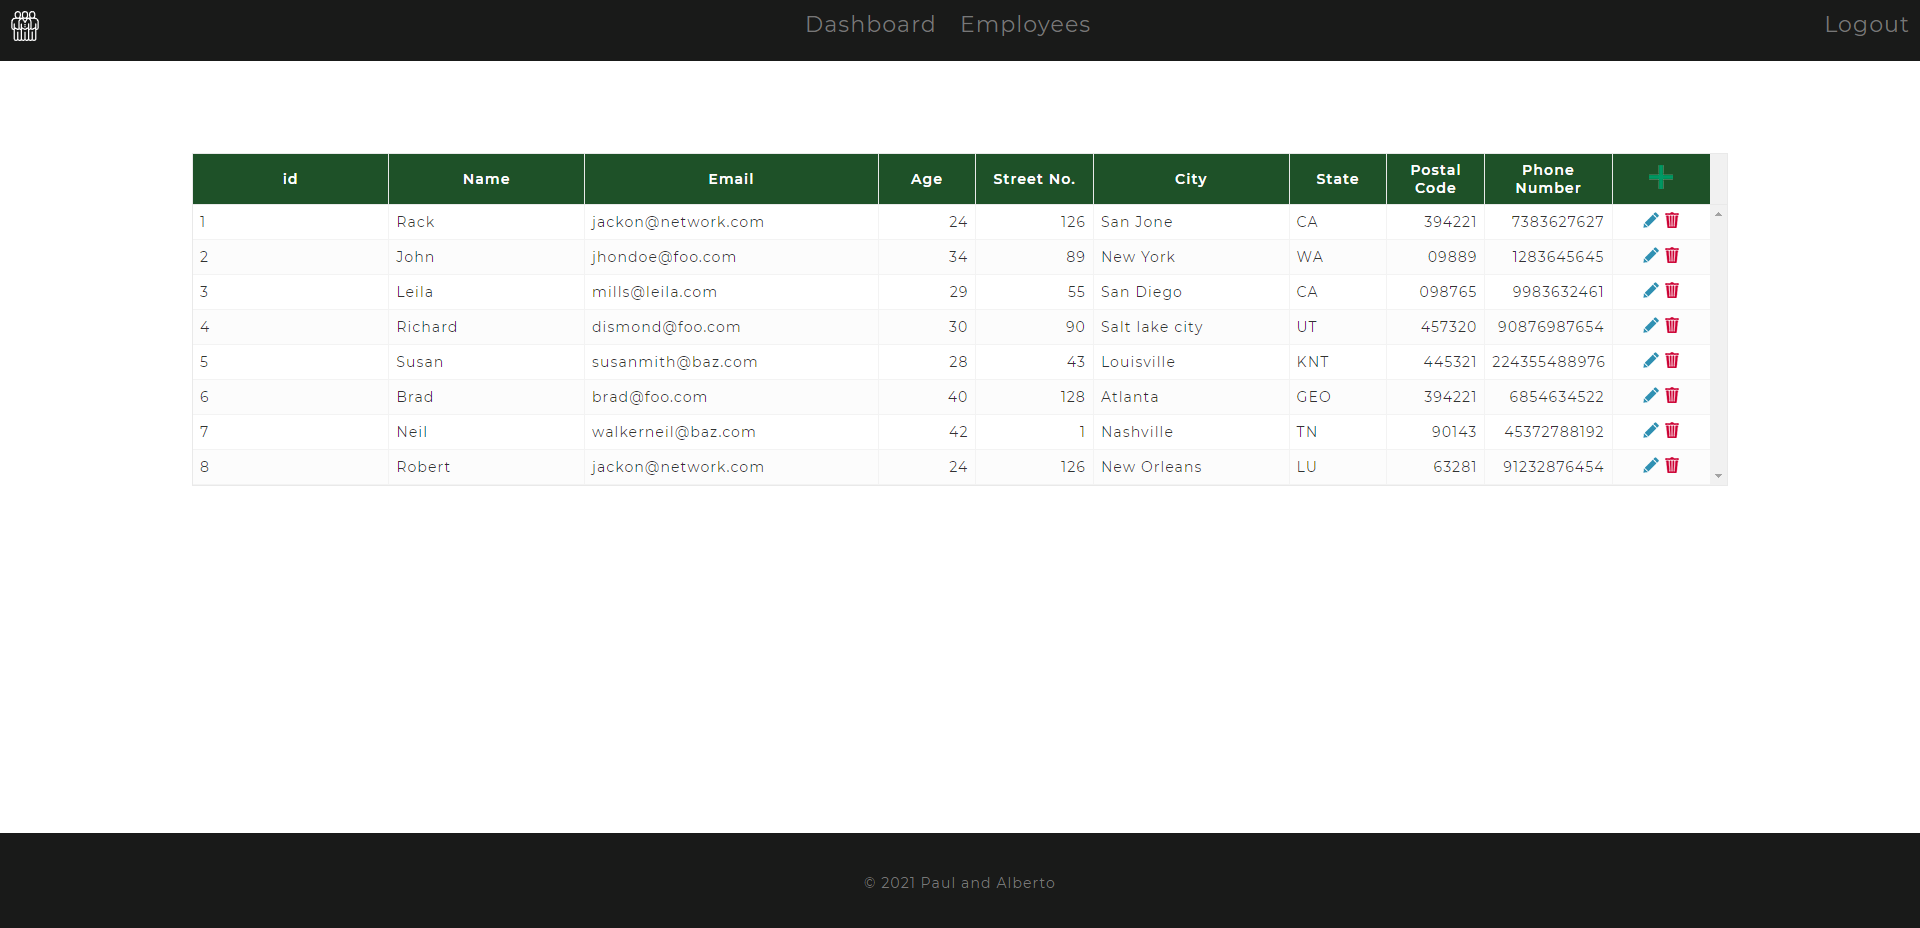 Dashboard Employees Logout
id Name Email Age Street No. City State Postal Code Phone Number
1 Rack jackon@network.com 24 126 San Jone CA 394221 7383627627
2 John jhondoe@foo.com 34 89 New York WA 09889 1283645645
3 Leila mills@leila.com 29 55 San Diego CA 098765 9983632461
4 Richard dismond@foo.com 30 90 Salt lake city UT 457320 90876987654
5 Susan susanmith@baz.com 28 43 Louisville KNT 445321 224355488976
6 Brad brad@foo.com 40 128 Atlanta GEO 394221 6854634522
7 Neil walkerneil@baz.com 42 1 Nashville TN 90143 45372788192
8 Robert jackon@network.com 24 126 New Orleans LU 63281 91232876454
© 2021 Paul and Alberto